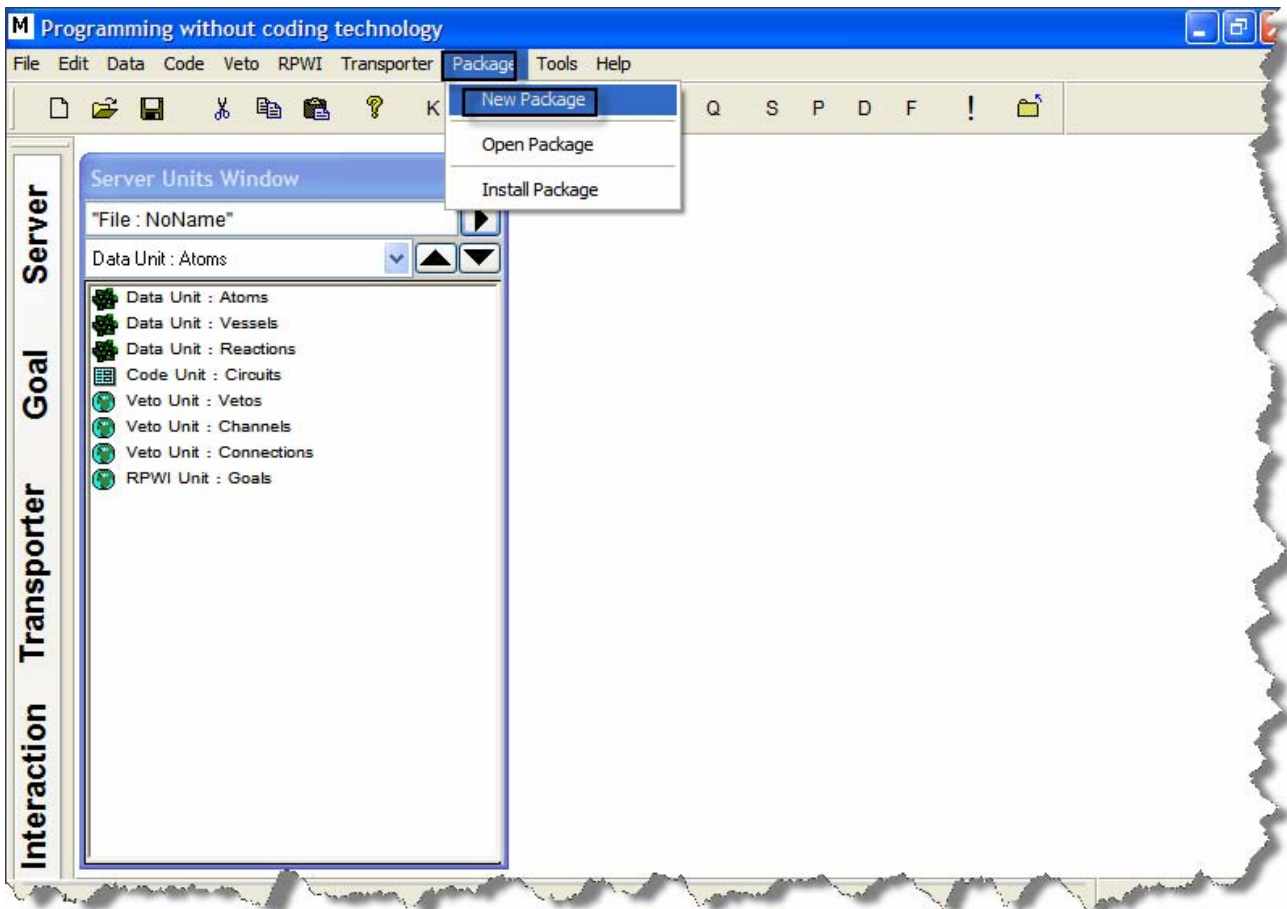 M Programming without coding technology
File Edit Data Code Veto RPWI Transporter Package Tools Help
K Q S P D F !
New Package
Open Package
Install Package
Server
Goal
Transporter
Interaction
Server Units Window
"File : NoName"
Data Unit : Atoms
Data Unit : Atoms
Data Unit : Vessels
Data Unit : Reactions
Code Unit : Circuits
Veto Unit : Vetos
Veto Unit : Channels
Veto Unit : Connections
RPWI Unit : Goals